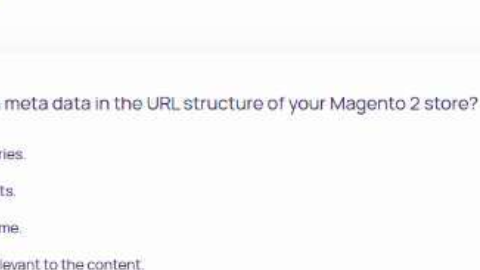 meta data in the URL structure of your Magento 2 store?
ries.
ts.
me.
levant to the content.